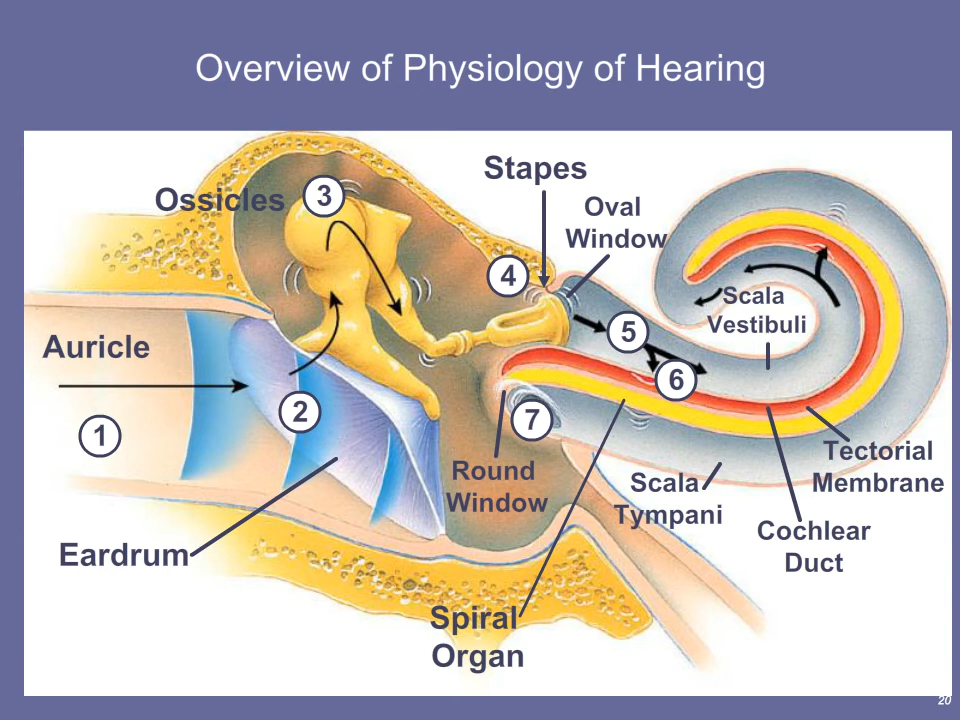 Overview of Physiology of Hearing
Stapes
Ossicles
3
Oval
Window
4
Scala
Vestibuli
5
Auricle
6
2
7
1
Tectorial
Membrane
Round
Window
Scala
Tympani
Cochlear
Duct
Eardrum
Spiral
Organ
20